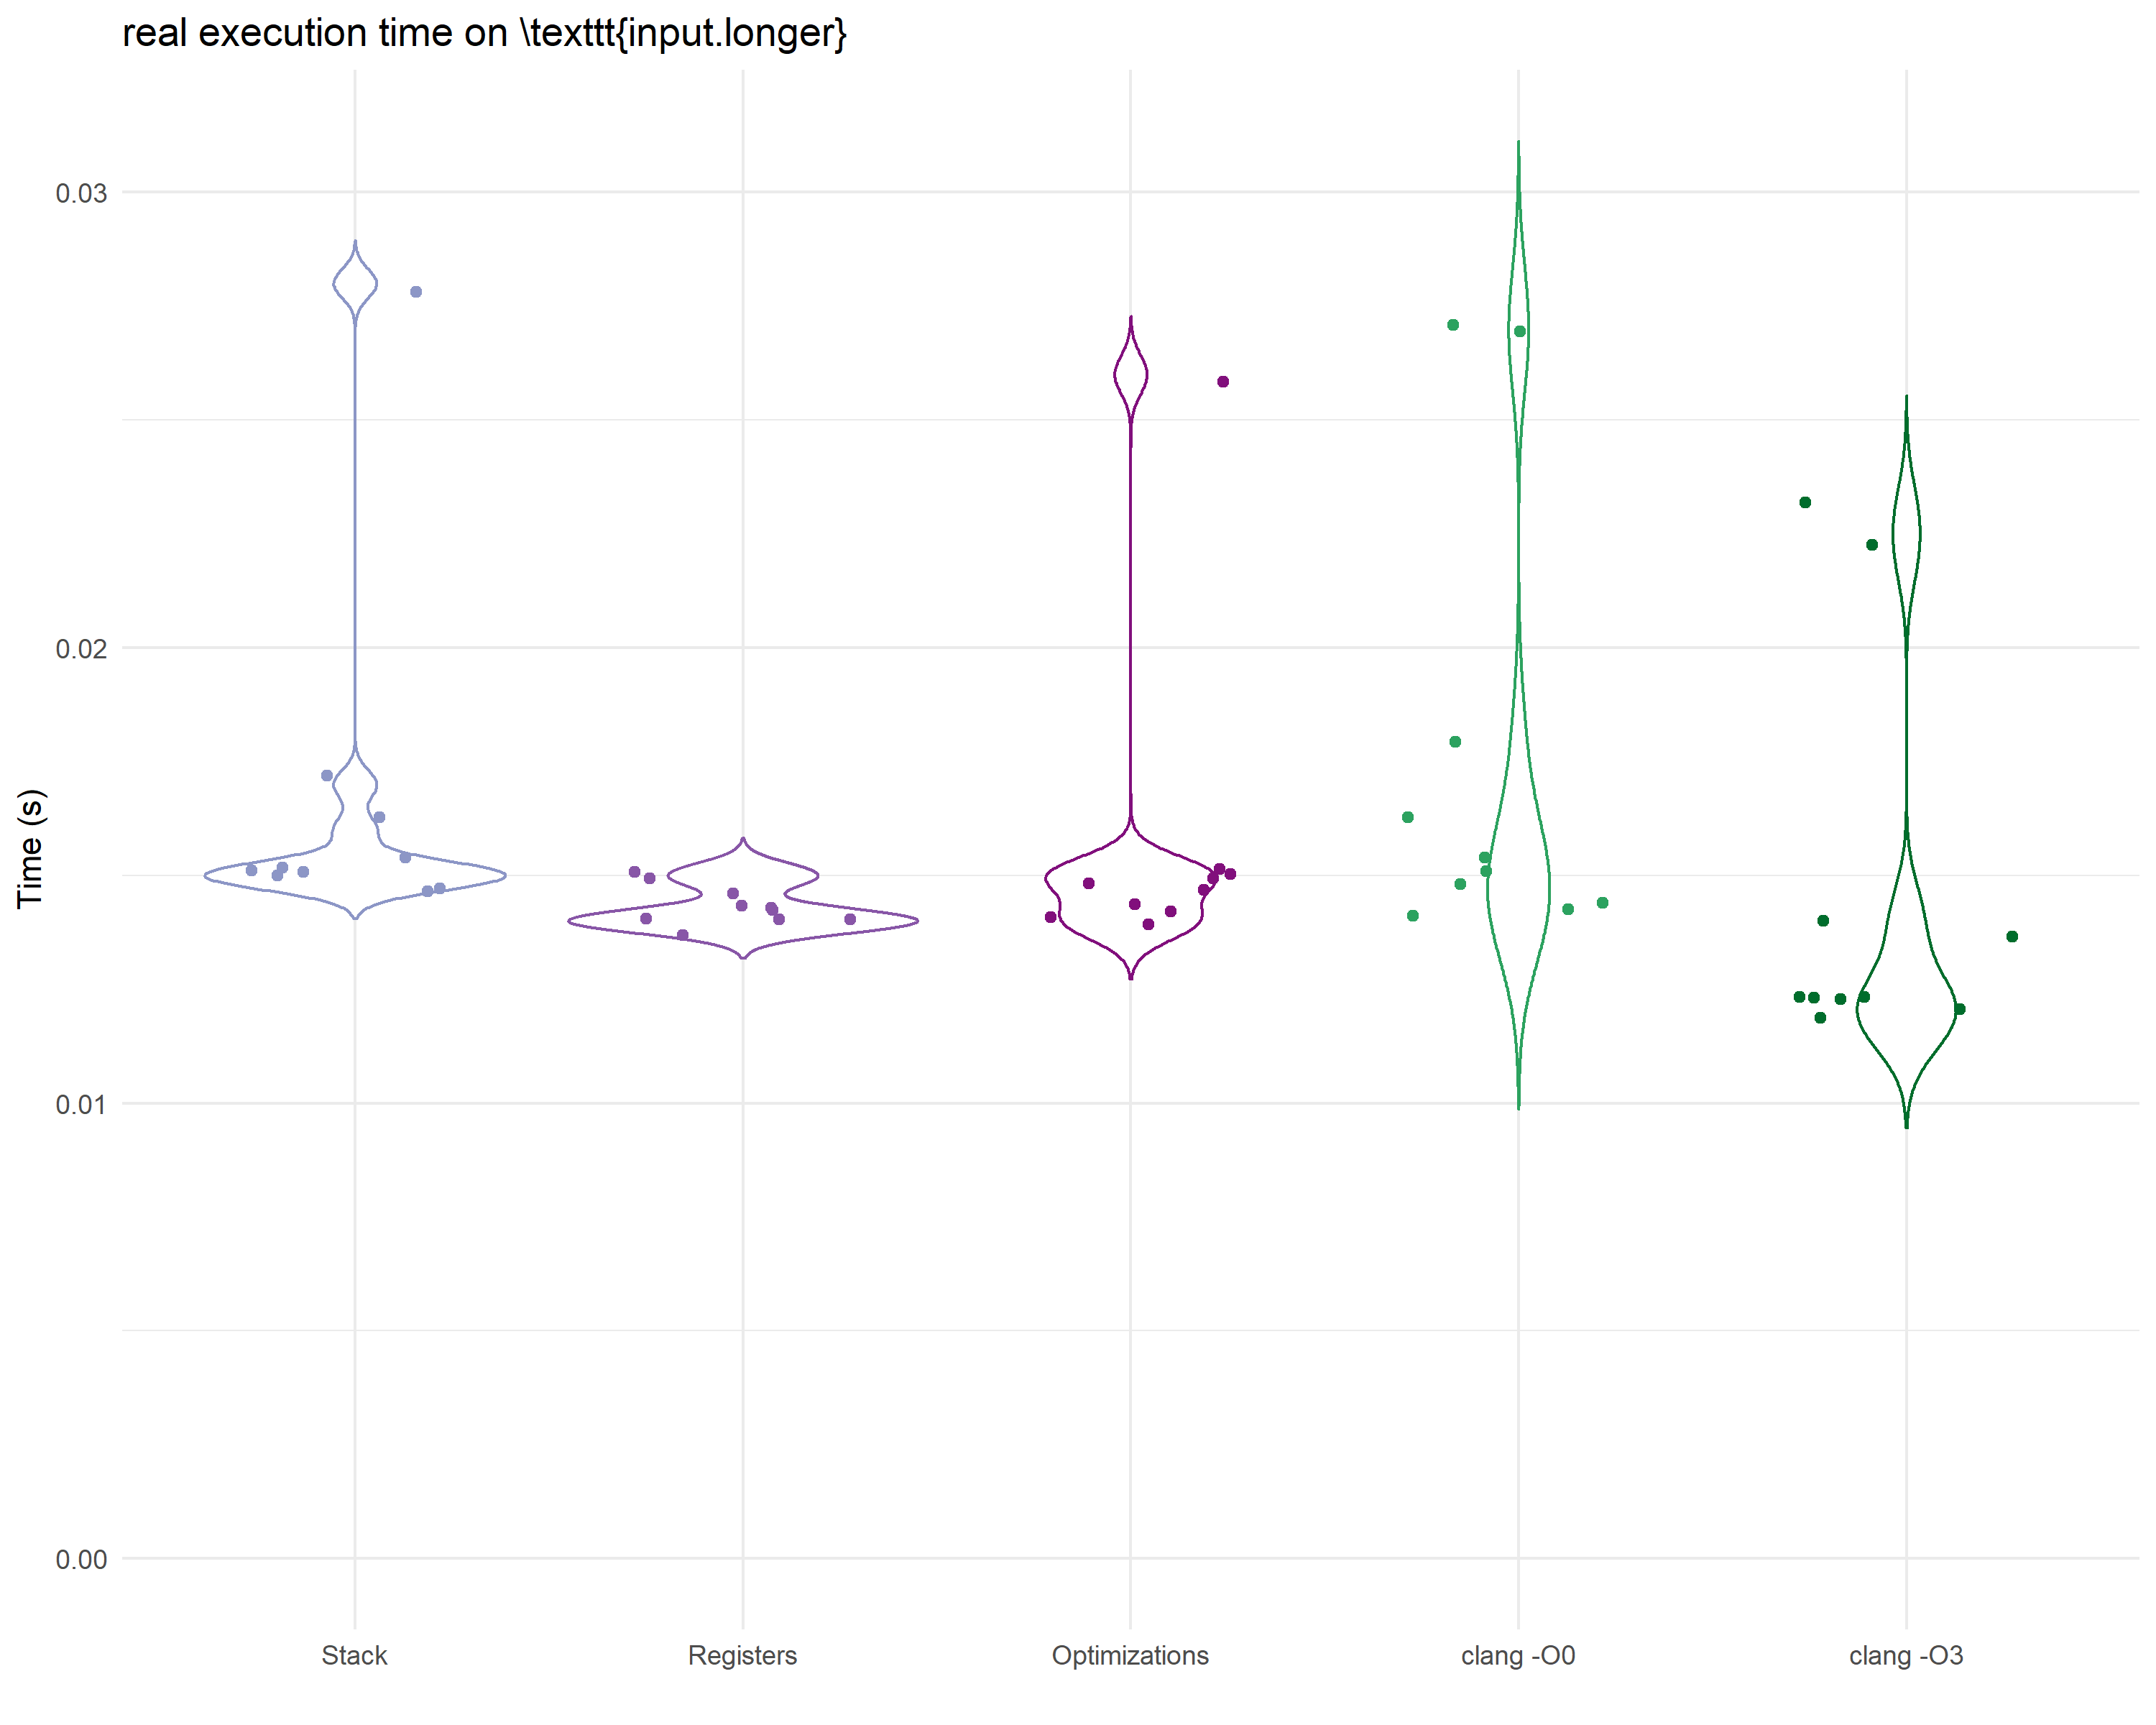 real execution time on \texttt{input.longer}
0.03
0.02
0.01
0.00
Time (s)
Stack
Registers
Optimizations
clang -O0
clang -O3